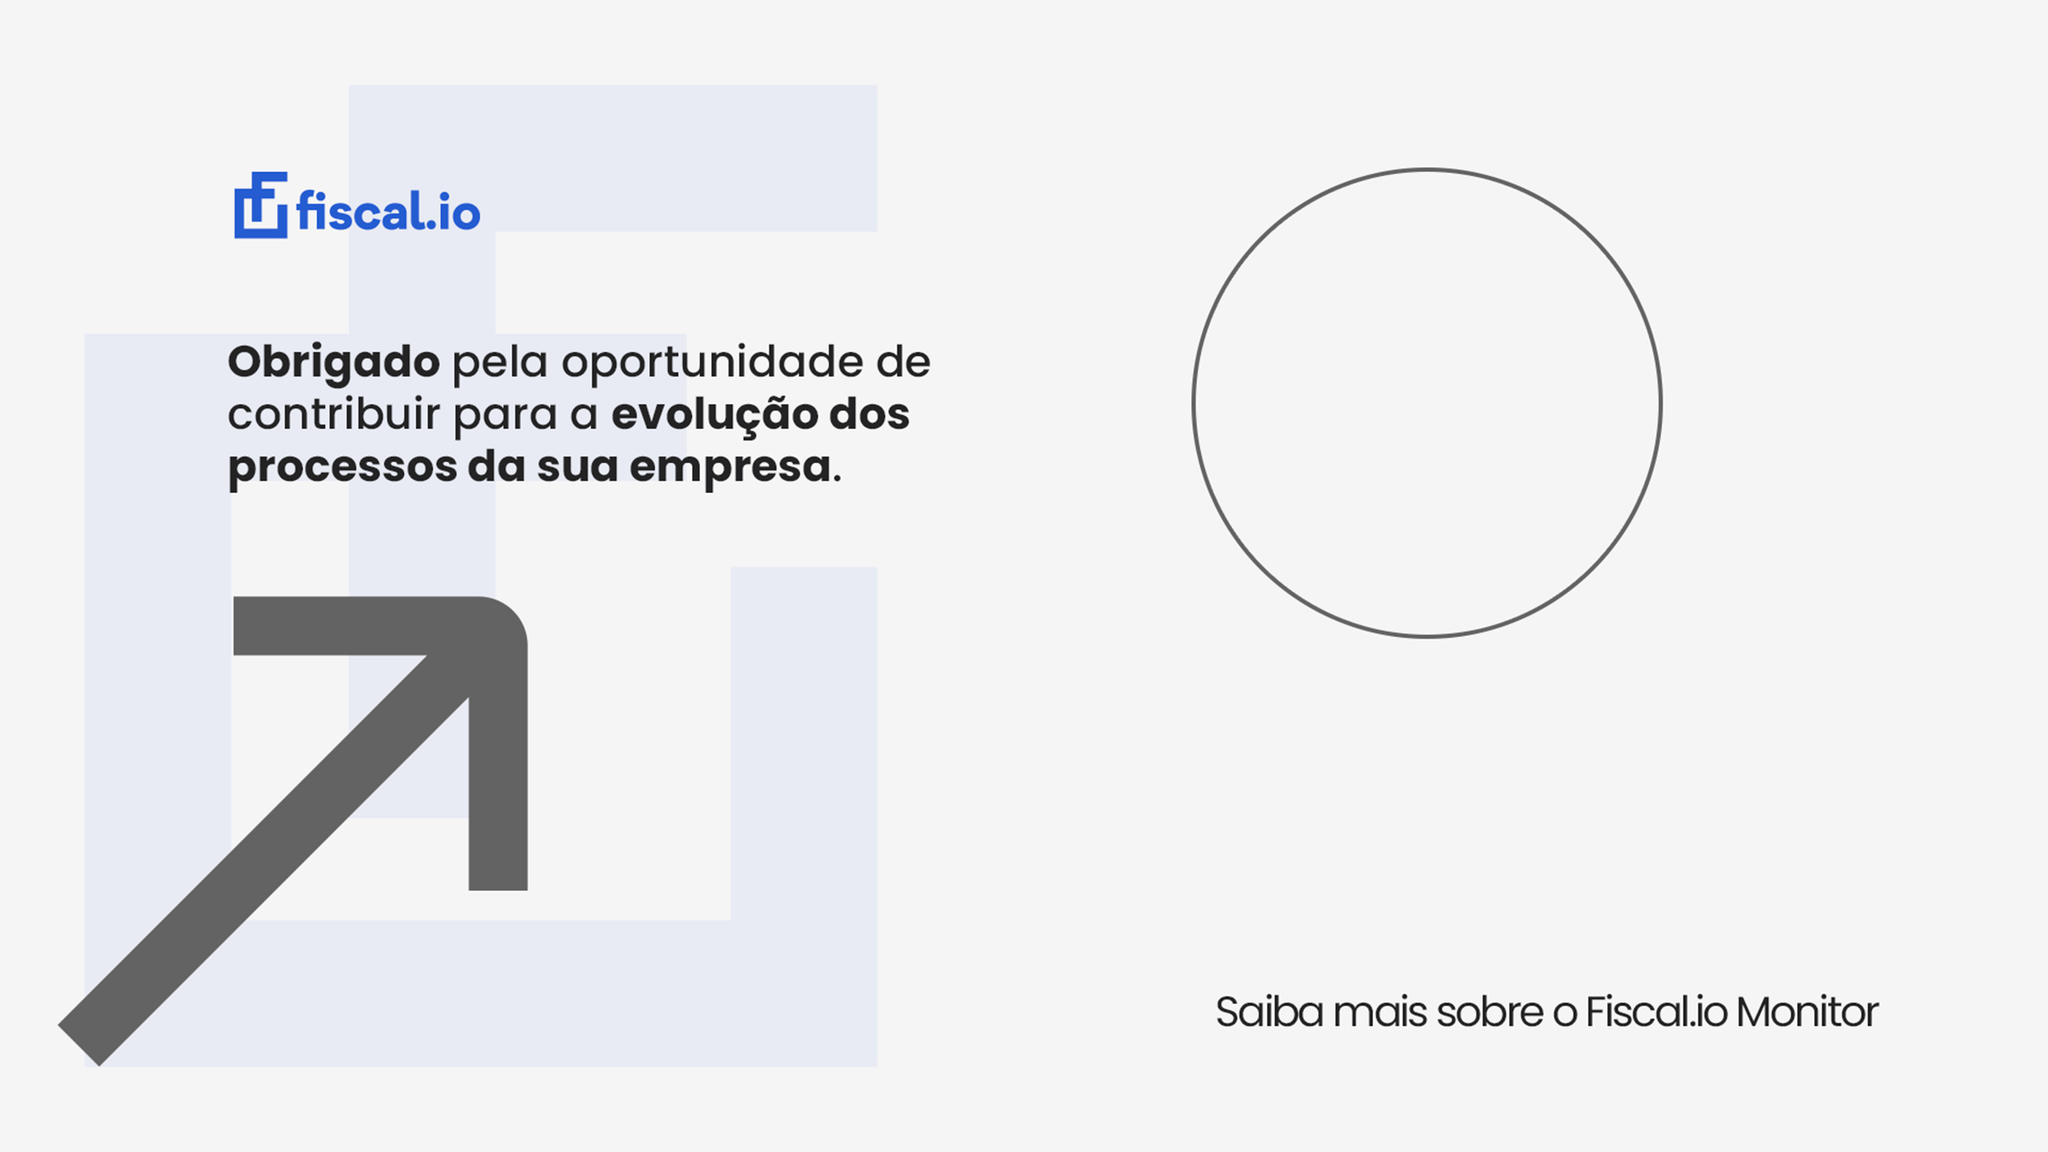 fiscal.io
Obrigado pela oportunidade de
contribuir para a evolução dos
processos da sua empresa.
Saiba mais sobre o Fiscal.io Monitor